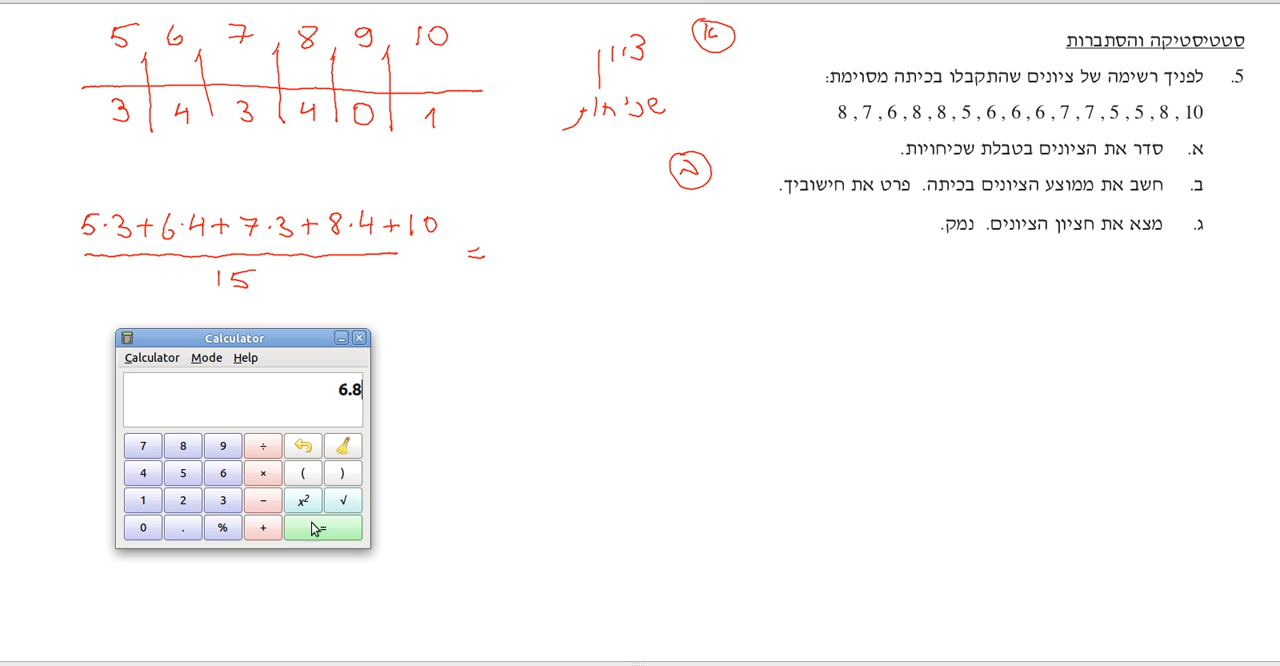 סטטיסטיקה והסתברות
5. לפניך רשימה של ציונים שהתקבלו בכיתה מסוימת:
8 , 7 , 6 , 8 , 8 , 5 , 6 , 6 , 6 , 7 , 7 , 5 , 5 , 8 , 10
א. סדר את הציונים בטבלת שכיחויות.
ב. חשב את ממוצע הציונים בכיתה. פרט את חישוביך.
ג. מצא את חציון הציונים. נמק.
א
ציון
5 6 7 8 9 10
שכיחות
3 4 3 4 0 1
ב
5·3+6·4+7·3+8·4+10
=
15
Calculator
Calculator Mode Help
6.8
7 8 9 ÷
4 5 6 × ( )
1 2 3 − x² √
0 . % + =